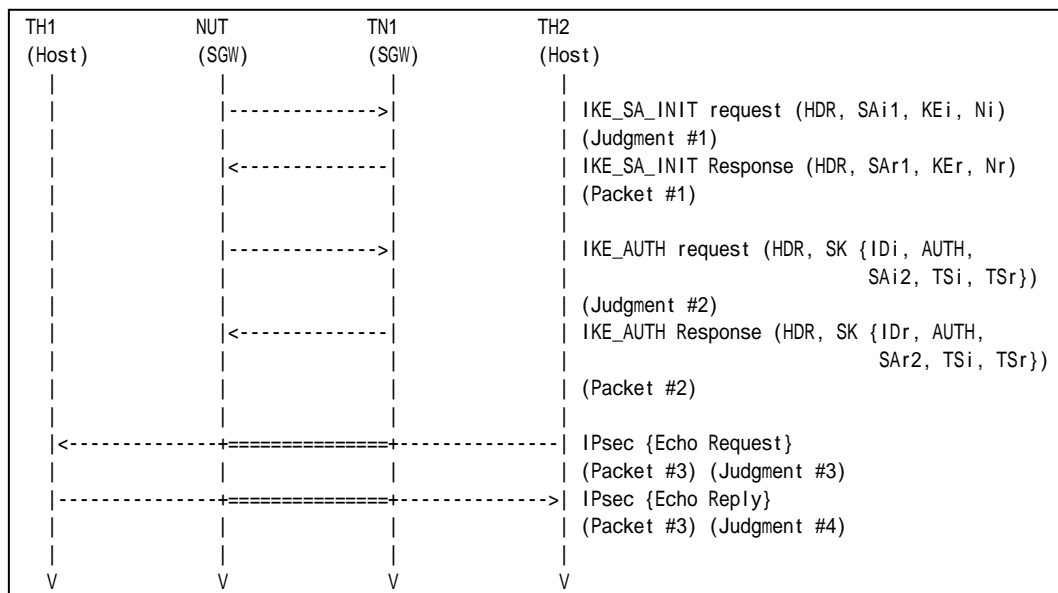 TH1 NUT TN1 TH2
(Host) (SGW) (SGW) (Host)
| | | |
|-------------->| | IKE_SA_INIT request (HDR, SAi1, KEi, Ni)
| | | | (Judgment #1)
| |<--------------| | IKE_SA_INIT Response (HDR, SAr1, KEr, Nr)
| | | | (Packet #1)
| | | |
| |-------------->| | IKE_AUTH request (HDR, SK {IDi, AUTH,
| | | | SAi2, TSi, TSr})
| | | | (Judgment #2)
| |<--------------| | IKE_AUTH Response (HDR, SK {IDr, AUTH,
| | | | SAr2, TSi, TSr})
| | | | (Packet #2)
| | | |
|<--------------+===============+--------------| IPsec {Echo Request}
| | | | (Packet #3) (Judgment #3)
|---------------+===============+------------->| IPsec {Echo Reply}
| | | | (Packet #3) (Judgment #4)
| | | |
V V V V